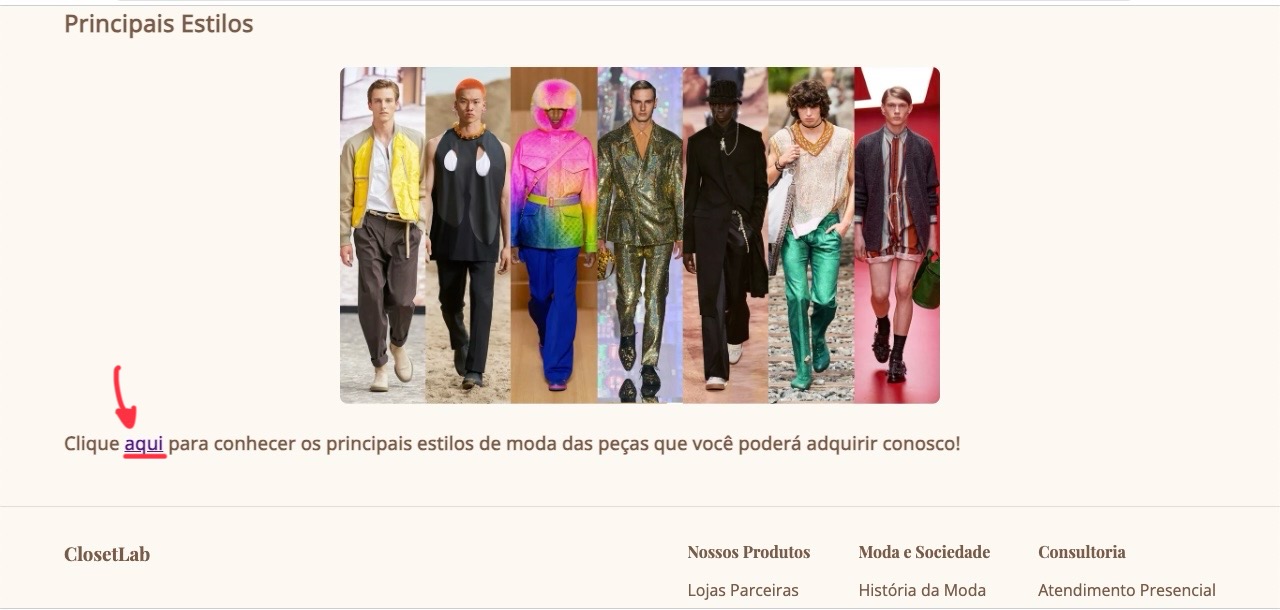 Principais Estilos
Clique aqui para conhecer os principais estilos de moda das peças que você poderá adquirir conosco!
ClosetLab
Nossos Produtos
Lojas Parceiras
Moda e Sociedade
História da Moda
Consultoria
Atendimento Presencial